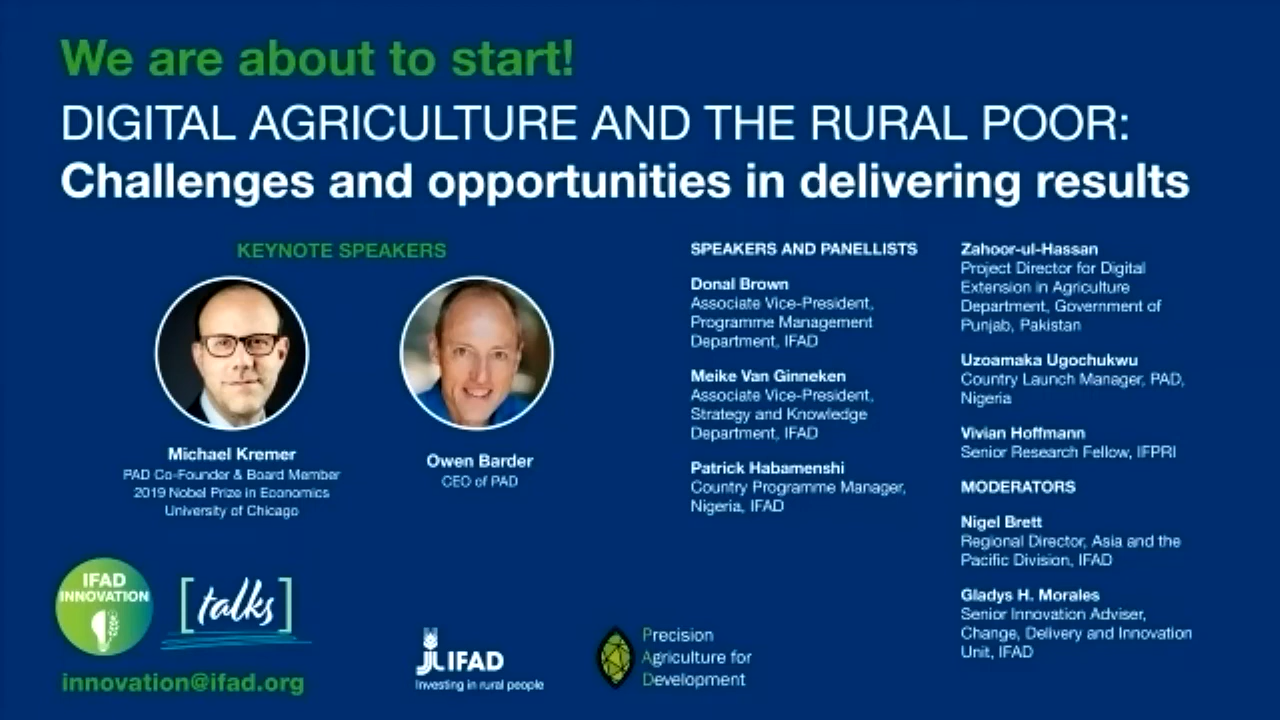 We are about to start!
DIGITAL AGRICULTURE AND THE RURAL POOR:
Challenges and opportunities in delivering results
KEYNOTE SPEAKERS
Michael Kremer
PAD Co-Founder & Board Member
2019 Nobel Prize in Economics
University of Chicago
Owen Barder
CEO of PAD
SPEAKERS AND PANELLISTS
Donal Brown
Associate Vice-President,
Programme Management
Department, IFAD
Meike Van Ginneken
Associate Vice-President,
Strategy and Knowledge
Department, IFAD
Patrick Habamenshi
Country Programme Manager,
Nigeria, IFAD
Zahoor-ul-Hassan
Project Director for Digital
Extension in Agriculture
Department, Government of
Punjab, Pakistan
Uzoamaka Ugochukwu
Country Launch Manager, PAD,
Nigeria
Vivian Hoffmann
Senior Research Fellow, IFPRI
MODERATORS
Nigel Brett
Regional Director, Asia and the
Pacific Division, IFAD
Gladys H. Morales
Senior Innovation Adviser,
Change, Delivery and Innovation
Unit, IFAD
IFAD
INNOVATION
[talks]
innovation@ifad.org
IFAD
Investing in rural people
Precision
Agriculture for
Development